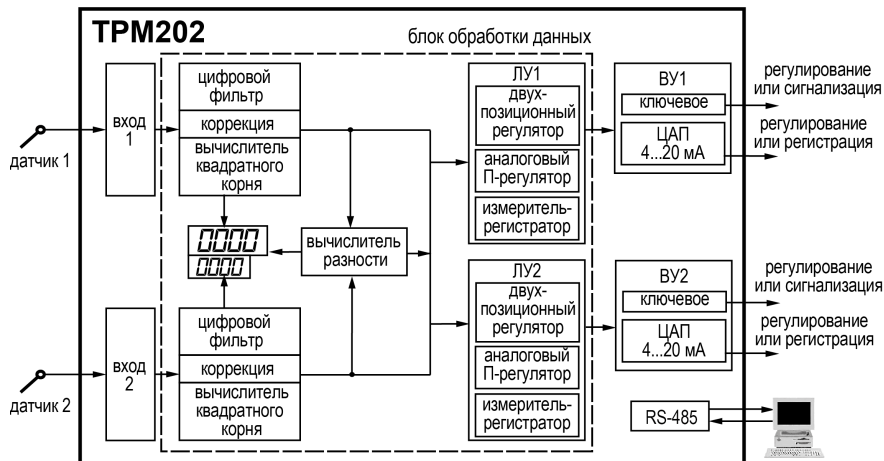 ТРМ202
блок обработки данных
датчик 1
вход
1
цифровой
фильтр
коррекция
вычислитель
квадратного
корня
0000
0000
вычислитель
разности
ЛУ1
двух-
позиционный
регулятор
аналоговый
П-регулятор
измеритель-
регистратор
ВУ1
ключевое
ЦАП
4...20 мА
регулирование
или сигнализация
регулирование
или регистрация
датчик 2
вход
2
цифровой
фильтр
коррекция
вычислитель
квадратного
корня
ЛУ2
двух-
позиционный
регулятор
аналоговый
П-регулятор
измеритель-
регистратор
ВУ2
ключевое
ЦАП
4...20 мА
регулирование
или сигнализация
регулирование
или регистрация
RS-485